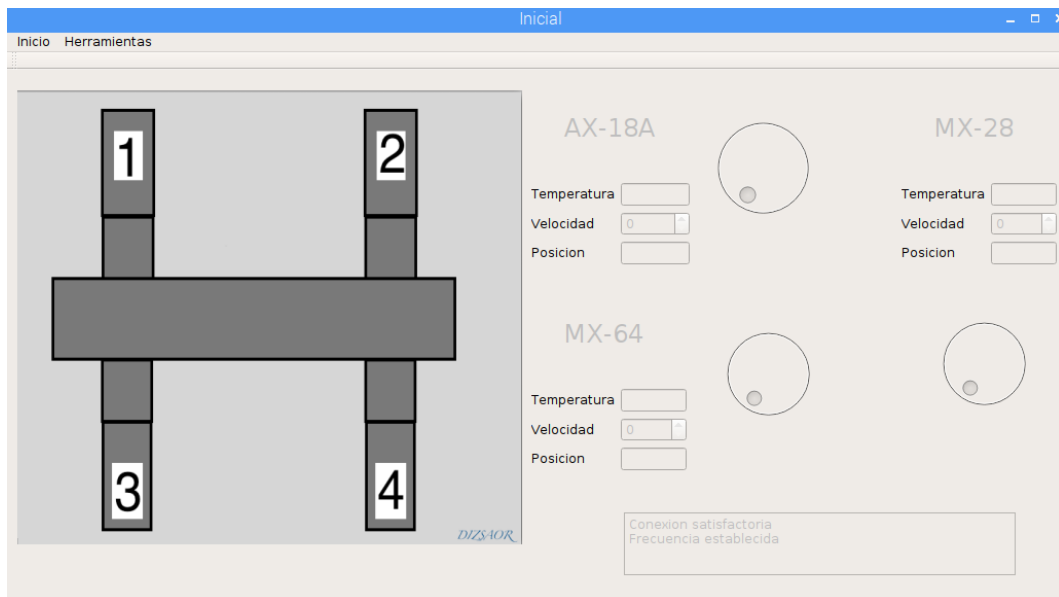 Inicial
Inicio Herramientas
1 2
3 4
DIZSAOR
AX-18A
Temperatura
Velocidad 0
Posicion
MX-28
Temperatura
Velocidad 0
Posicion
MX-64
Temperatura
Velocidad 0
Posicion
Conexion satisfactoria
Frecuencia establecida